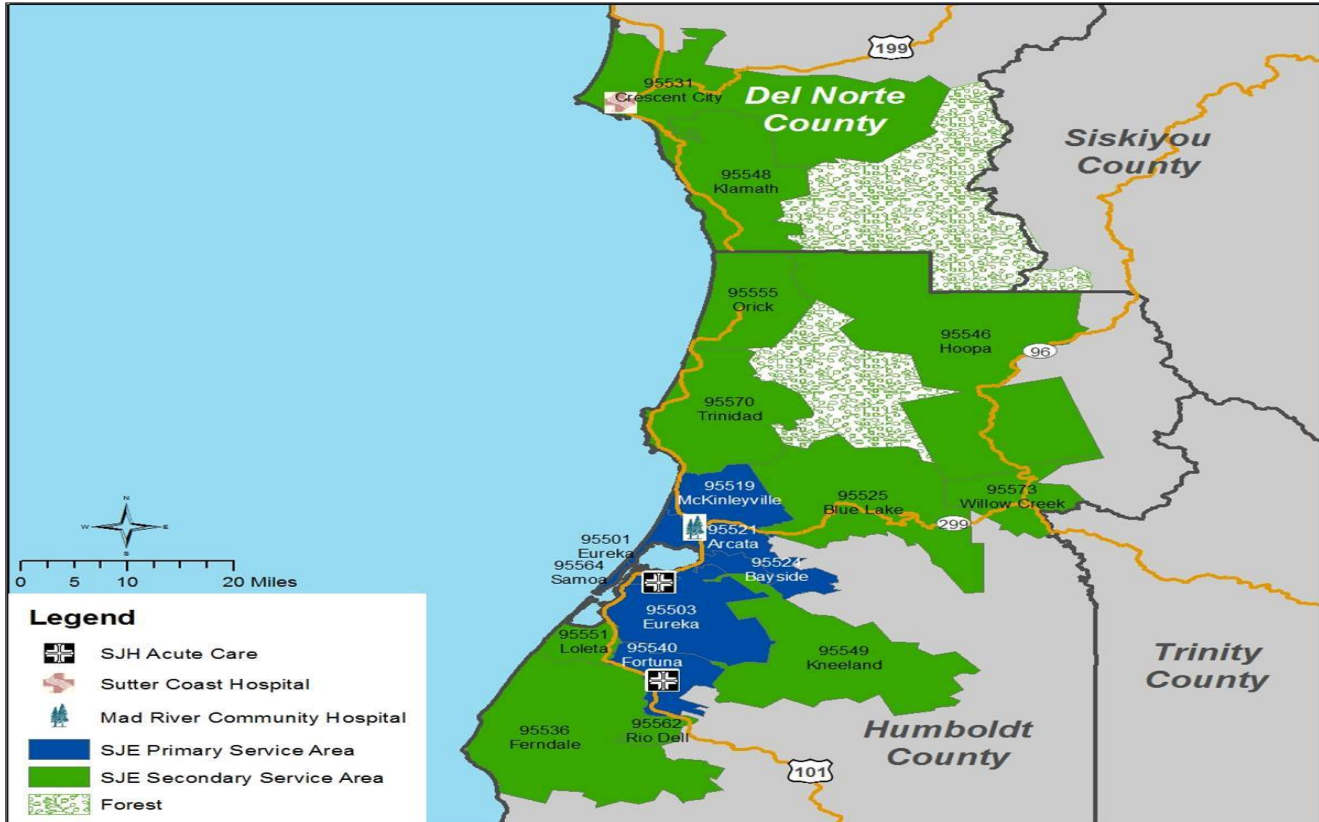 199
95531
Crescent City
Del Norte
County
Siskiyou
County
95548
Klamath
95555
Orick
95546
Hoopa
96
95570
Trinidad
95519
McKinleyville
95525
Blue Lake
95573
Willow Creek
299
95521
Arcata
95501
Eureka
95564
Samoa
95524
Bayside
95503
Eureka
95551
Loleta
95540
Fortuna
95549
Kneeland
95536
Ferndale
95562
Rio Dell
Humboldt
County
Trinity
County
101
N
W
E
S
0 5 10 20 Miles
Legend
SJH Acute Care
Sutter Coast Hospital
Mad River Community Hospital
SJE Primary Service Area
SJE Secondary Service Area
Forest